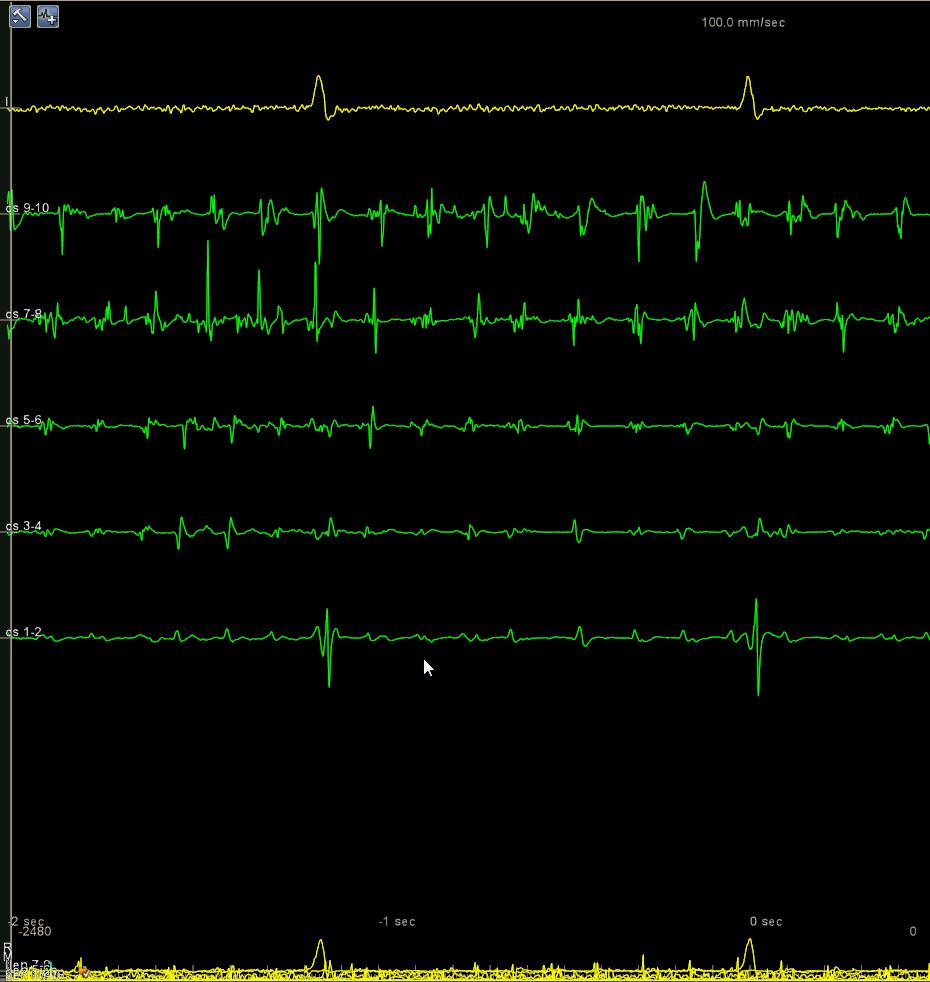 100.0 mm/sec
I
cs 9-10
cs 7-8
cs 5-6
cs 3-4
cs 1-2
-2 sec -1 sec 0 sec
-2480 0
R